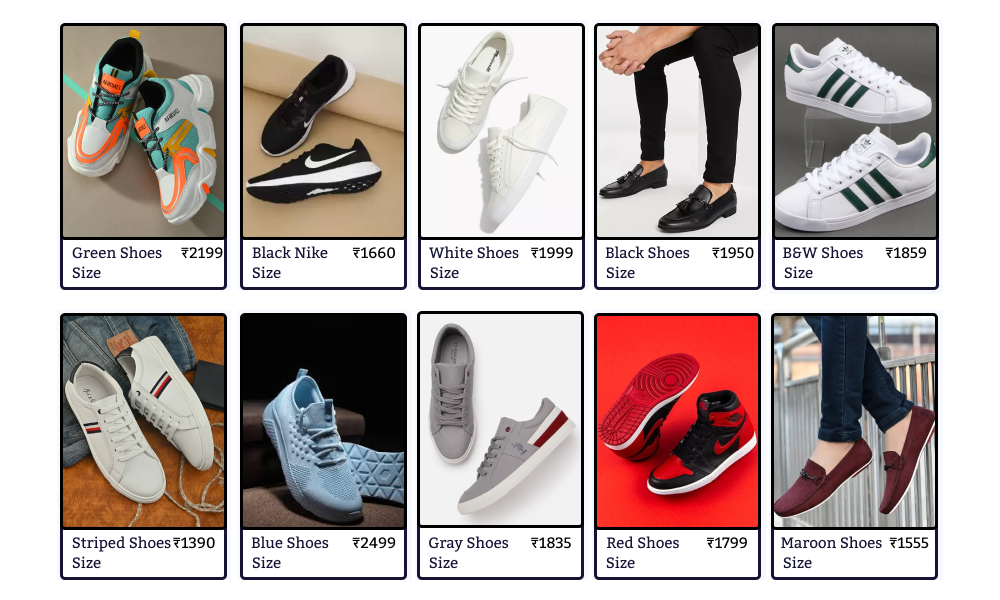 Green Shoes ₹2199
Size
Black Nike ₹1660
Size
White Shoes ₹1999
Size
Black Shoes ₹1950
Size
B&W Shoes ₹1859
Size
Striped Shoes ₹1390
Size
Blue Shoes ₹2499
Size
Gray Shoes ₹1835
Size
Red Shoes ₹1799
Size
Maroon Shoes ₹1555
Size